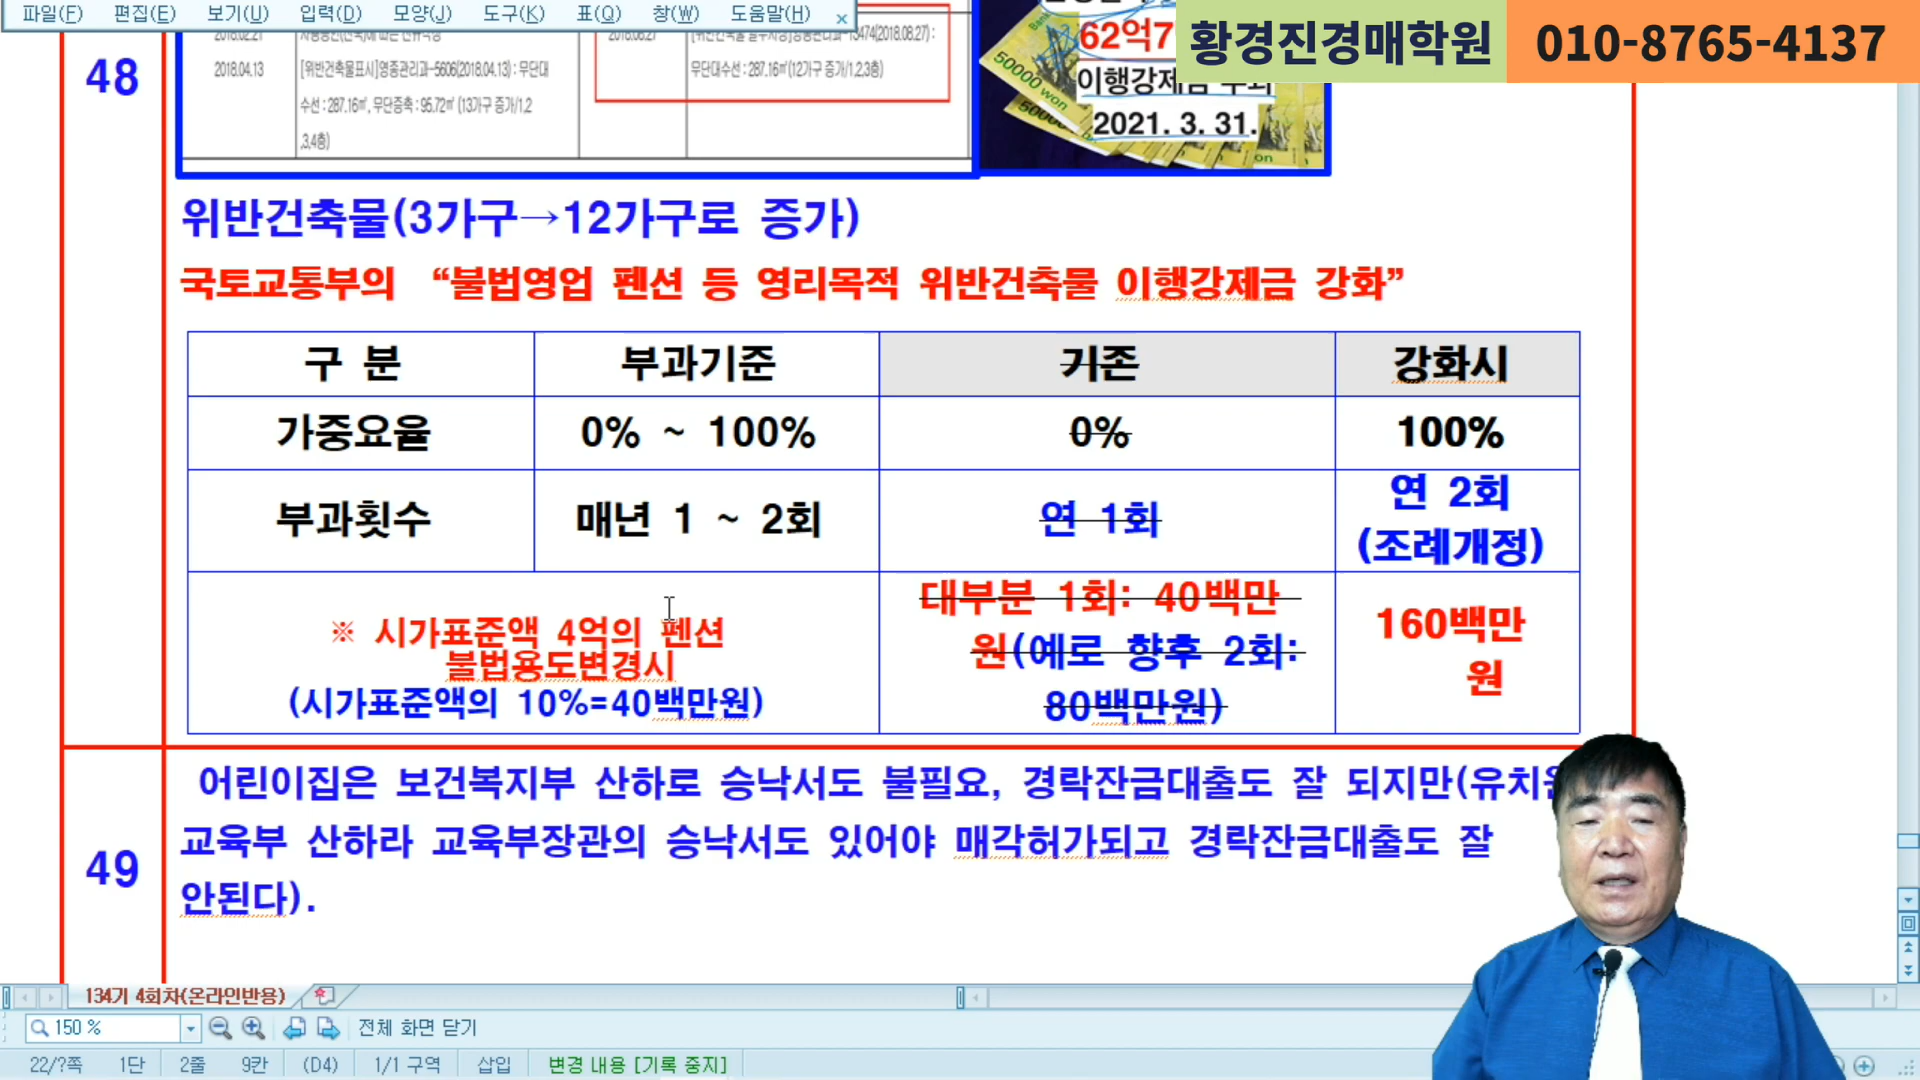 파일(F) 편집(E) 보기(U) 입력(D) 모양(J) 도구(K) 표(Q) 창(W) 도움말(H)
황경진경매학원
010-8765-4137
48
2018.04.13
[위반건축물표시]영종관리과-5606(2018.04.13) : 무단대
수선 : 287.16㎡, 무단증축 : 95.72㎡ (13가구 증가/1,2
,3,4층)
무단대수선 : 287.16㎡(12가구 증가/1,2,3층)
62억7
2021. 3. 31.
위반건축물(3가구→12가구로 증가)
국토교통부의 “불법영업 펜션 등 영리목적 위반건축물 이행강제금 강화”
구 분 부과기준 기존 강화시
가중요율 0% ~ 100% 0% 100%
부과횟수 매년 1 ~ 2회 연 1회 연 2회
(조례개정)
※ 시가표준액 4억의 펜션
불법용도변경시
(시가표준액의 10%=40백만원)
대부분 1회: 40백만
원(예로 향후 2회:
80백만원)
160백만
원
49
어린이집은 보건복지부 산하로 승낙서도 불필요, 경락잔금대출도 잘 되지만(유치원
교육부 산하라 교육부장관의 승낙서도 있어야 매각허가되고 경락잔금대출도 잘
안된다).
134기 4회차(온라인반용)
150 %
전체 화면 닫기
22/?쪽 1단 2줄 9칸 (D4) 1/1 구역 삽입 변경 내용 [기록 중지]